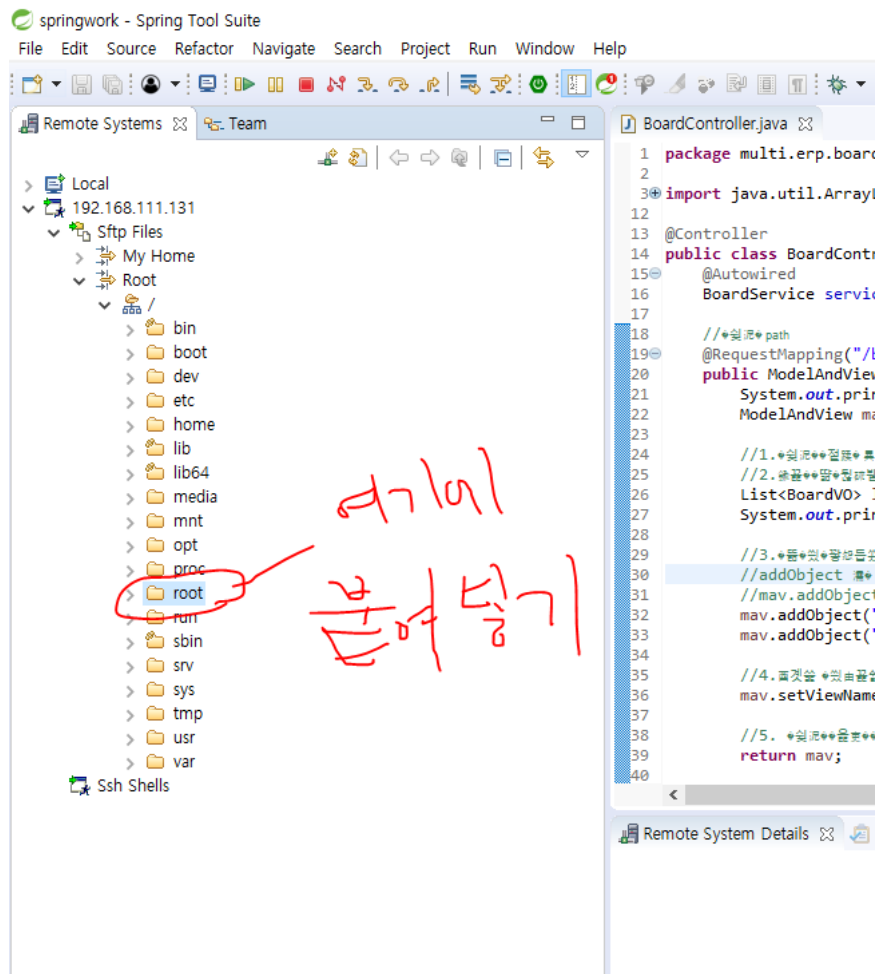 springwork - Spring Tool Suite
File Edit Source Refactor Navigate Search Project Run Window Help
Remote Systems Team
BoardController.java
Local
192.168.111.131
Sftp Files
My Home
Root
/
bin
boot
dev
etc
home
lib
lib64
media
mnt
opt
proc
root
run
sbin
srv
sys
tmp
usr
var
Ssh Shells
여기에
붙여넣기
1 package multi.erp.board
2
3 import java.util.ArrayL
12
13 @Controller
14 public class BoardContr
15 @Autowired
16 BoardService servic
17
18 // path
19 @RequestMapping("/b
20 public ModelAndView
21 System.out.prin
22 ModelAndView ma
23
24 //1.
25 //2.
26 List<BoardVO> l
27 System.out.prin
28
29 //3.
30 //addObject
31 //mav.addObject
32 mav.addObject("
33 mav.addObject("
34
35 //4.
36 mav.setViewName
37
38 //5.
39 return mav;
40
Remote System Details